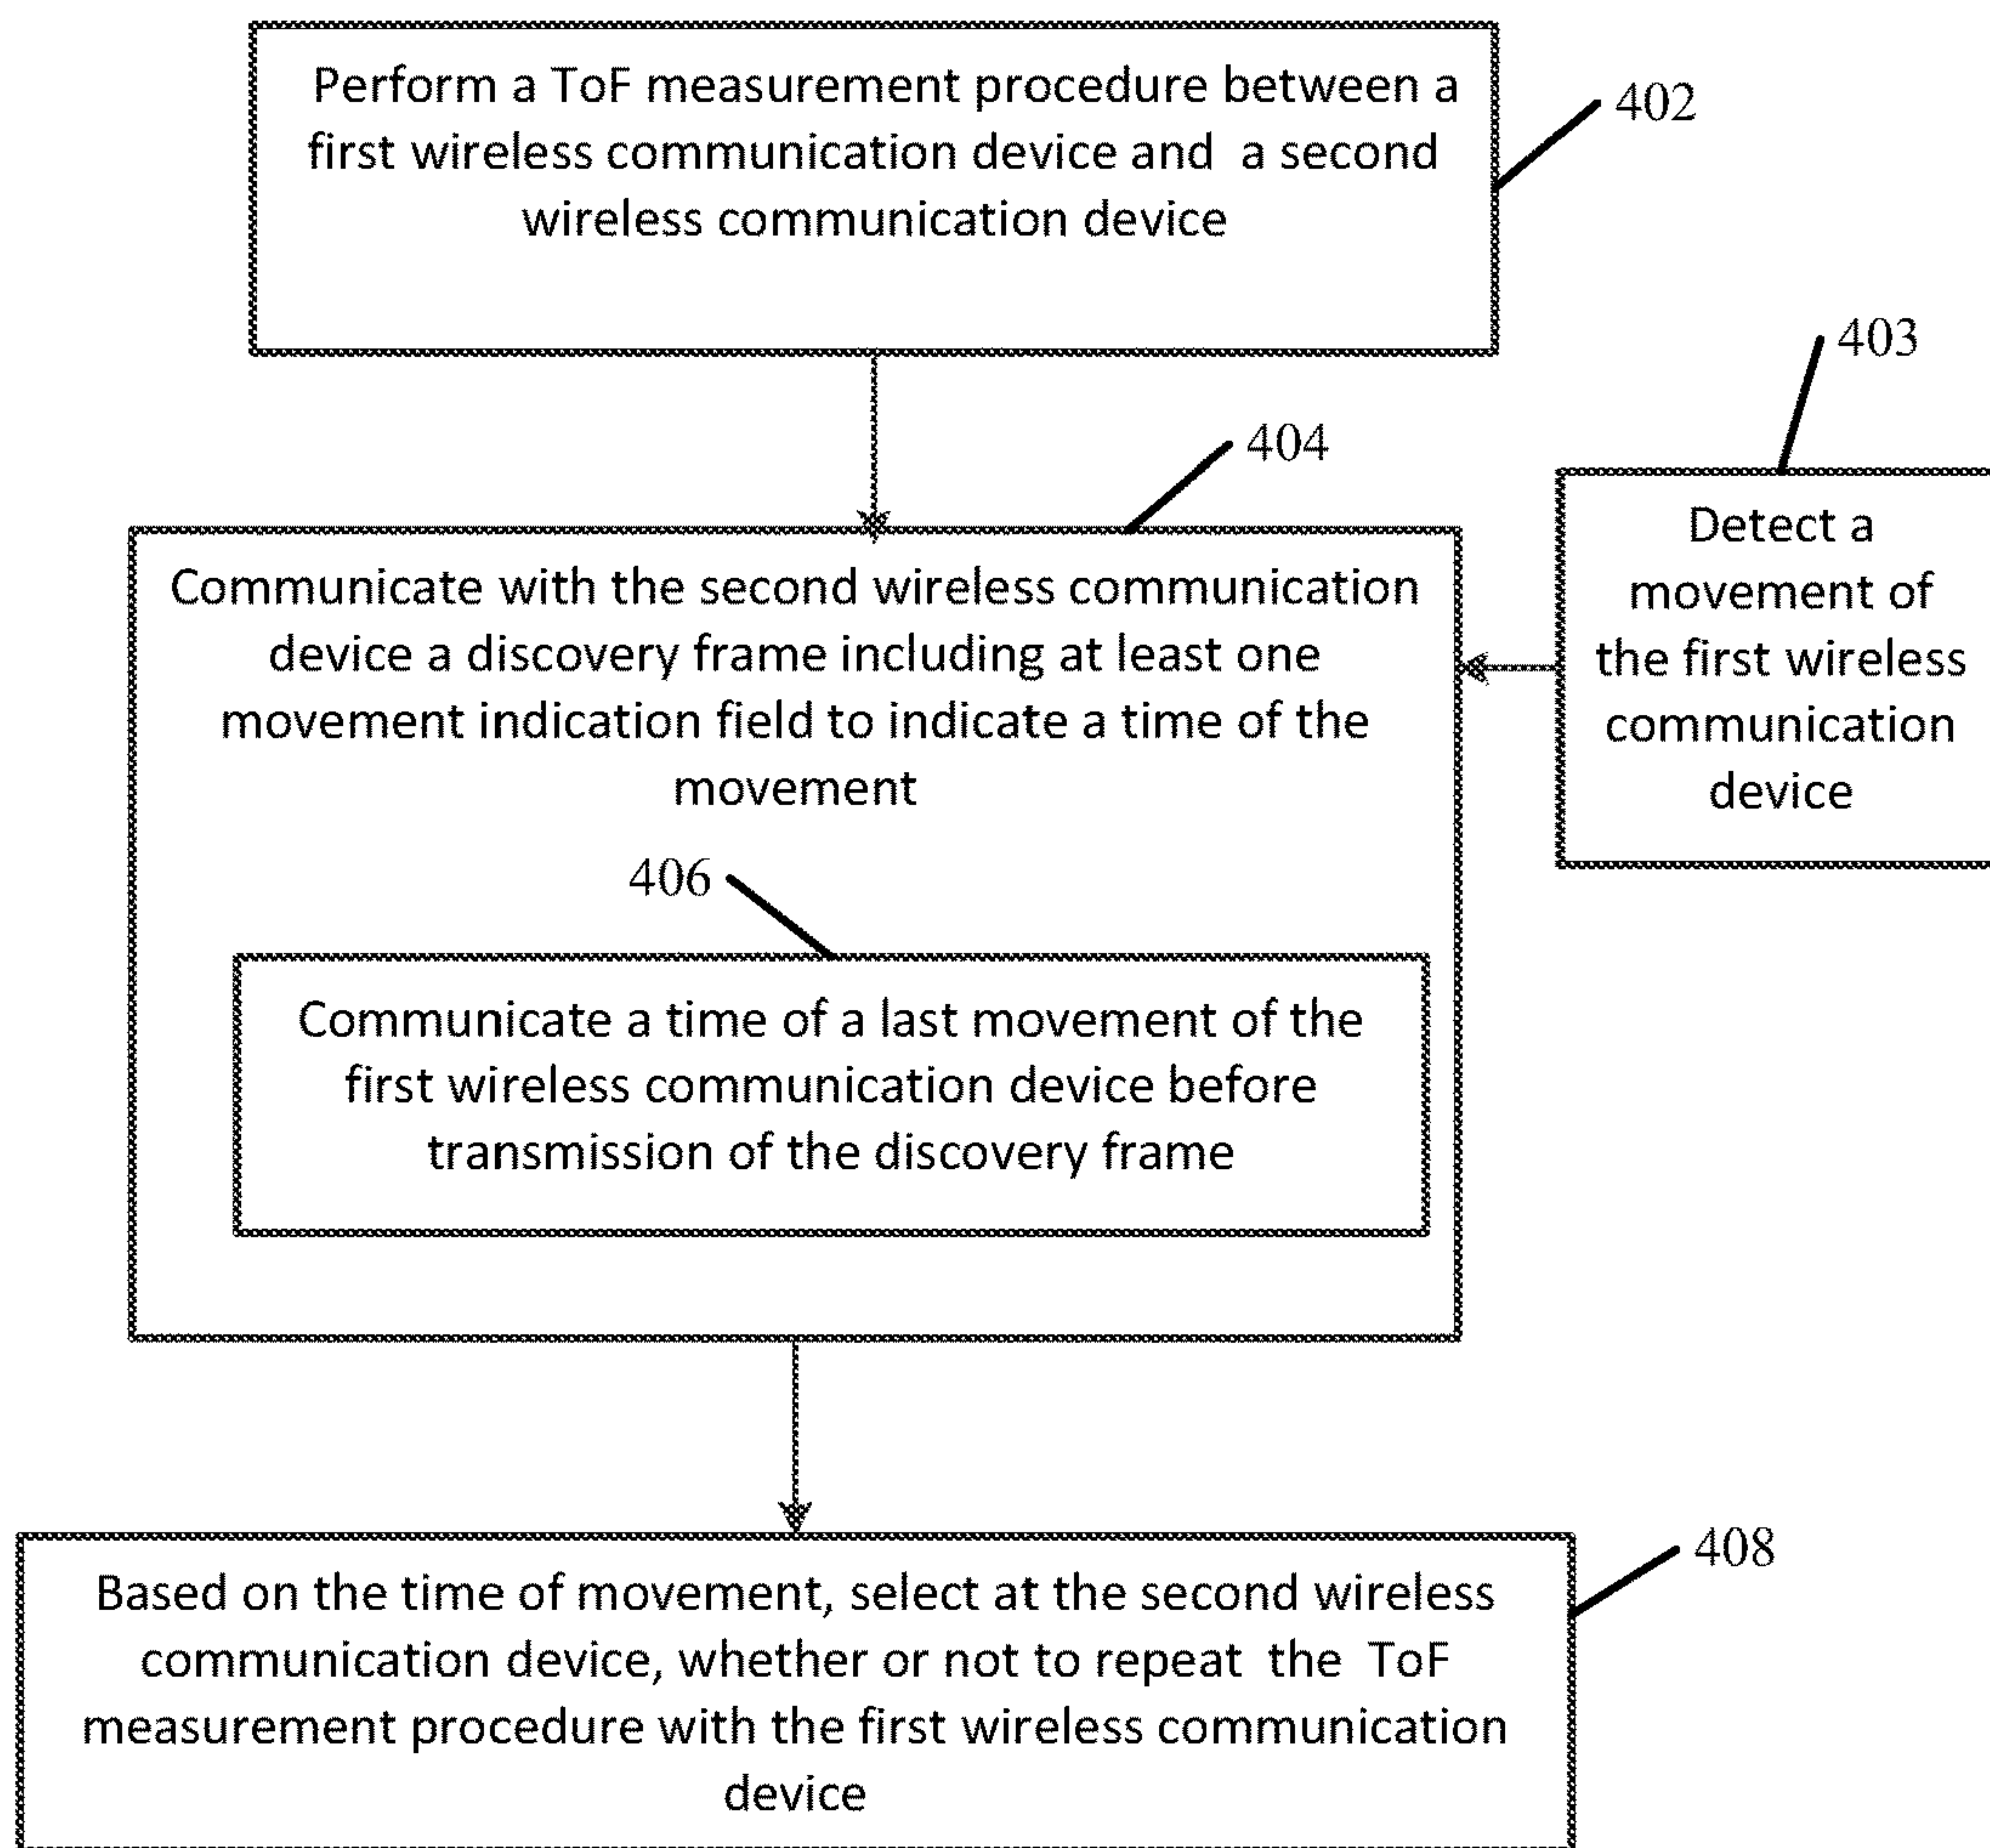 Perform a ToF measurement procedure between a
first wireless communication device and a second
wireless communication device
402
403
Detect a
movement of
the first wireless
communication
device
404
Communicate with the second wireless communication
device a discovery frame including at least one
movement indication field to indicate a time of the
movement
406
Communicate a time of a last movement of the
first wireless communication device before
transmission of the discovery frame
408
Based on the time of movement, select at the second wireless
communication device, whether or not to repeat the ToF
measurement procedure with the first wireless communication
device